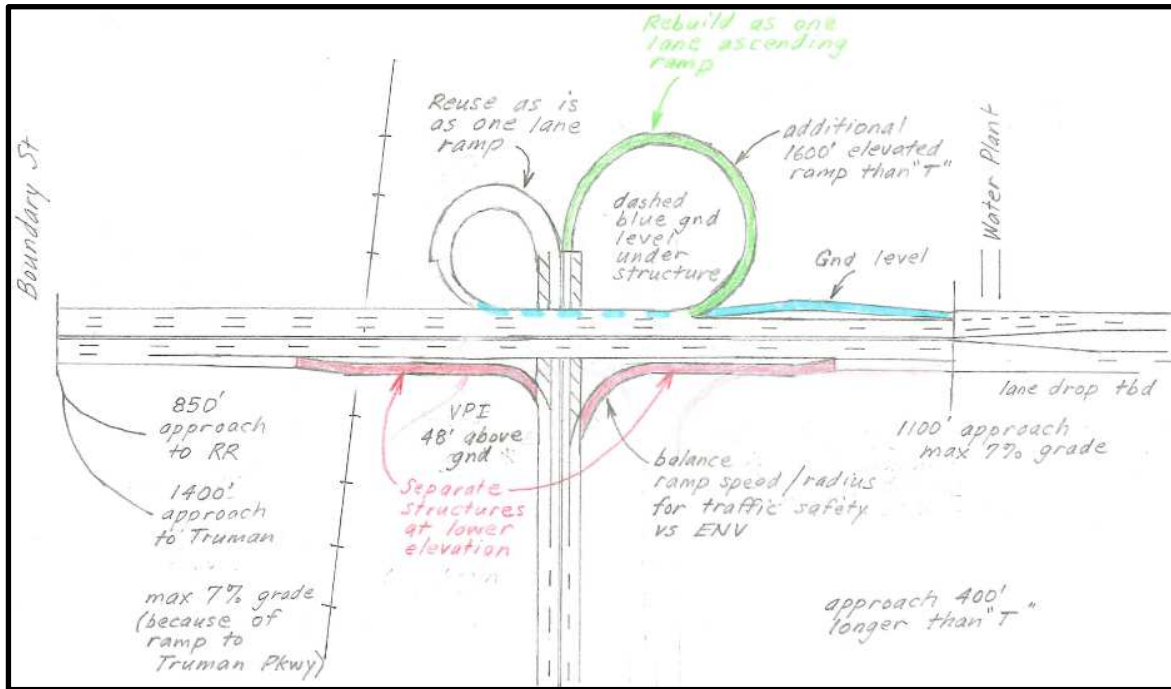 Rebuild as one
lane ascending
ramp
Reuse as is
as one lane
ramp
additional
1600' elevated
ramp than "T"
dashed
blue gnd
level
under
structure
Gnd level
Water Plant
Boundary St
850'
approach
to RR
1400'
approach
to Truman
max 7% grade
(because of
ramp to
Truman Pkwy)
VPI
48' above
gnd
Separate
structures
at lower
elevation
balance
ramp speed/radius
for traffic safety
vs ENV
lane drop tbd
1100' approach
max 7% grade
approach 400'
longer than "T"